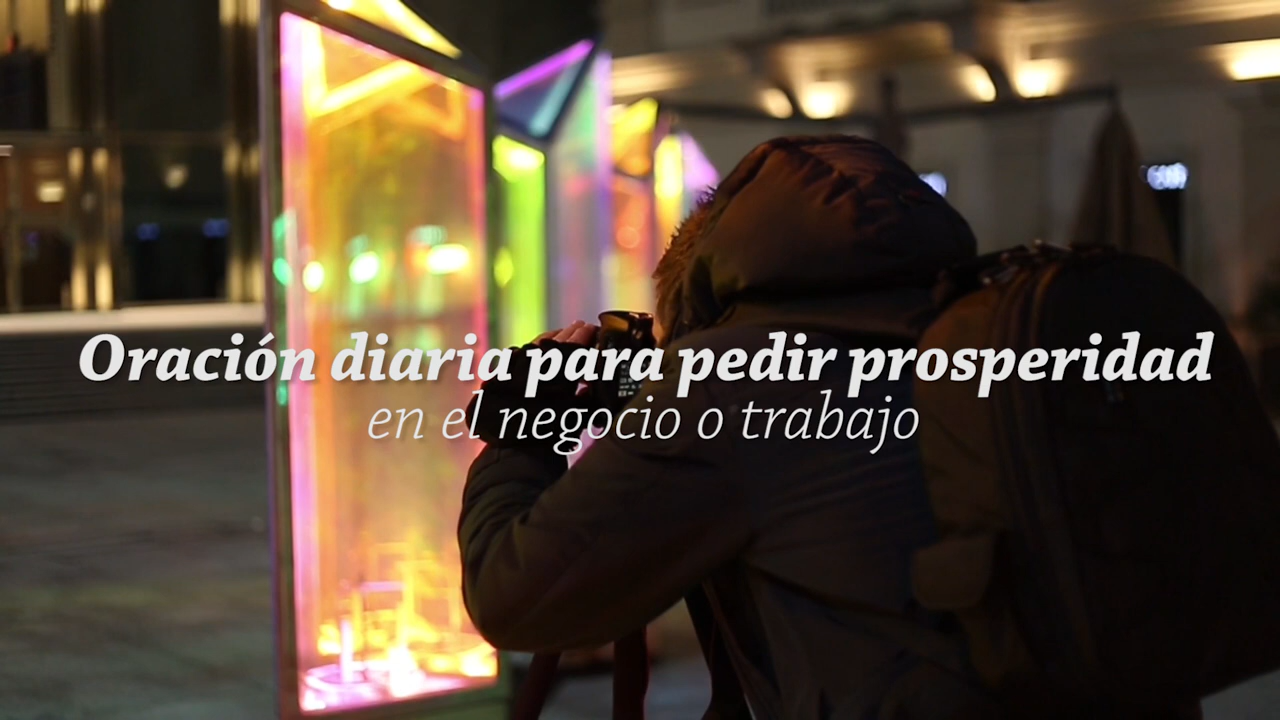 Oración diaria para pedir prosperidad
en el negocio o trabajo